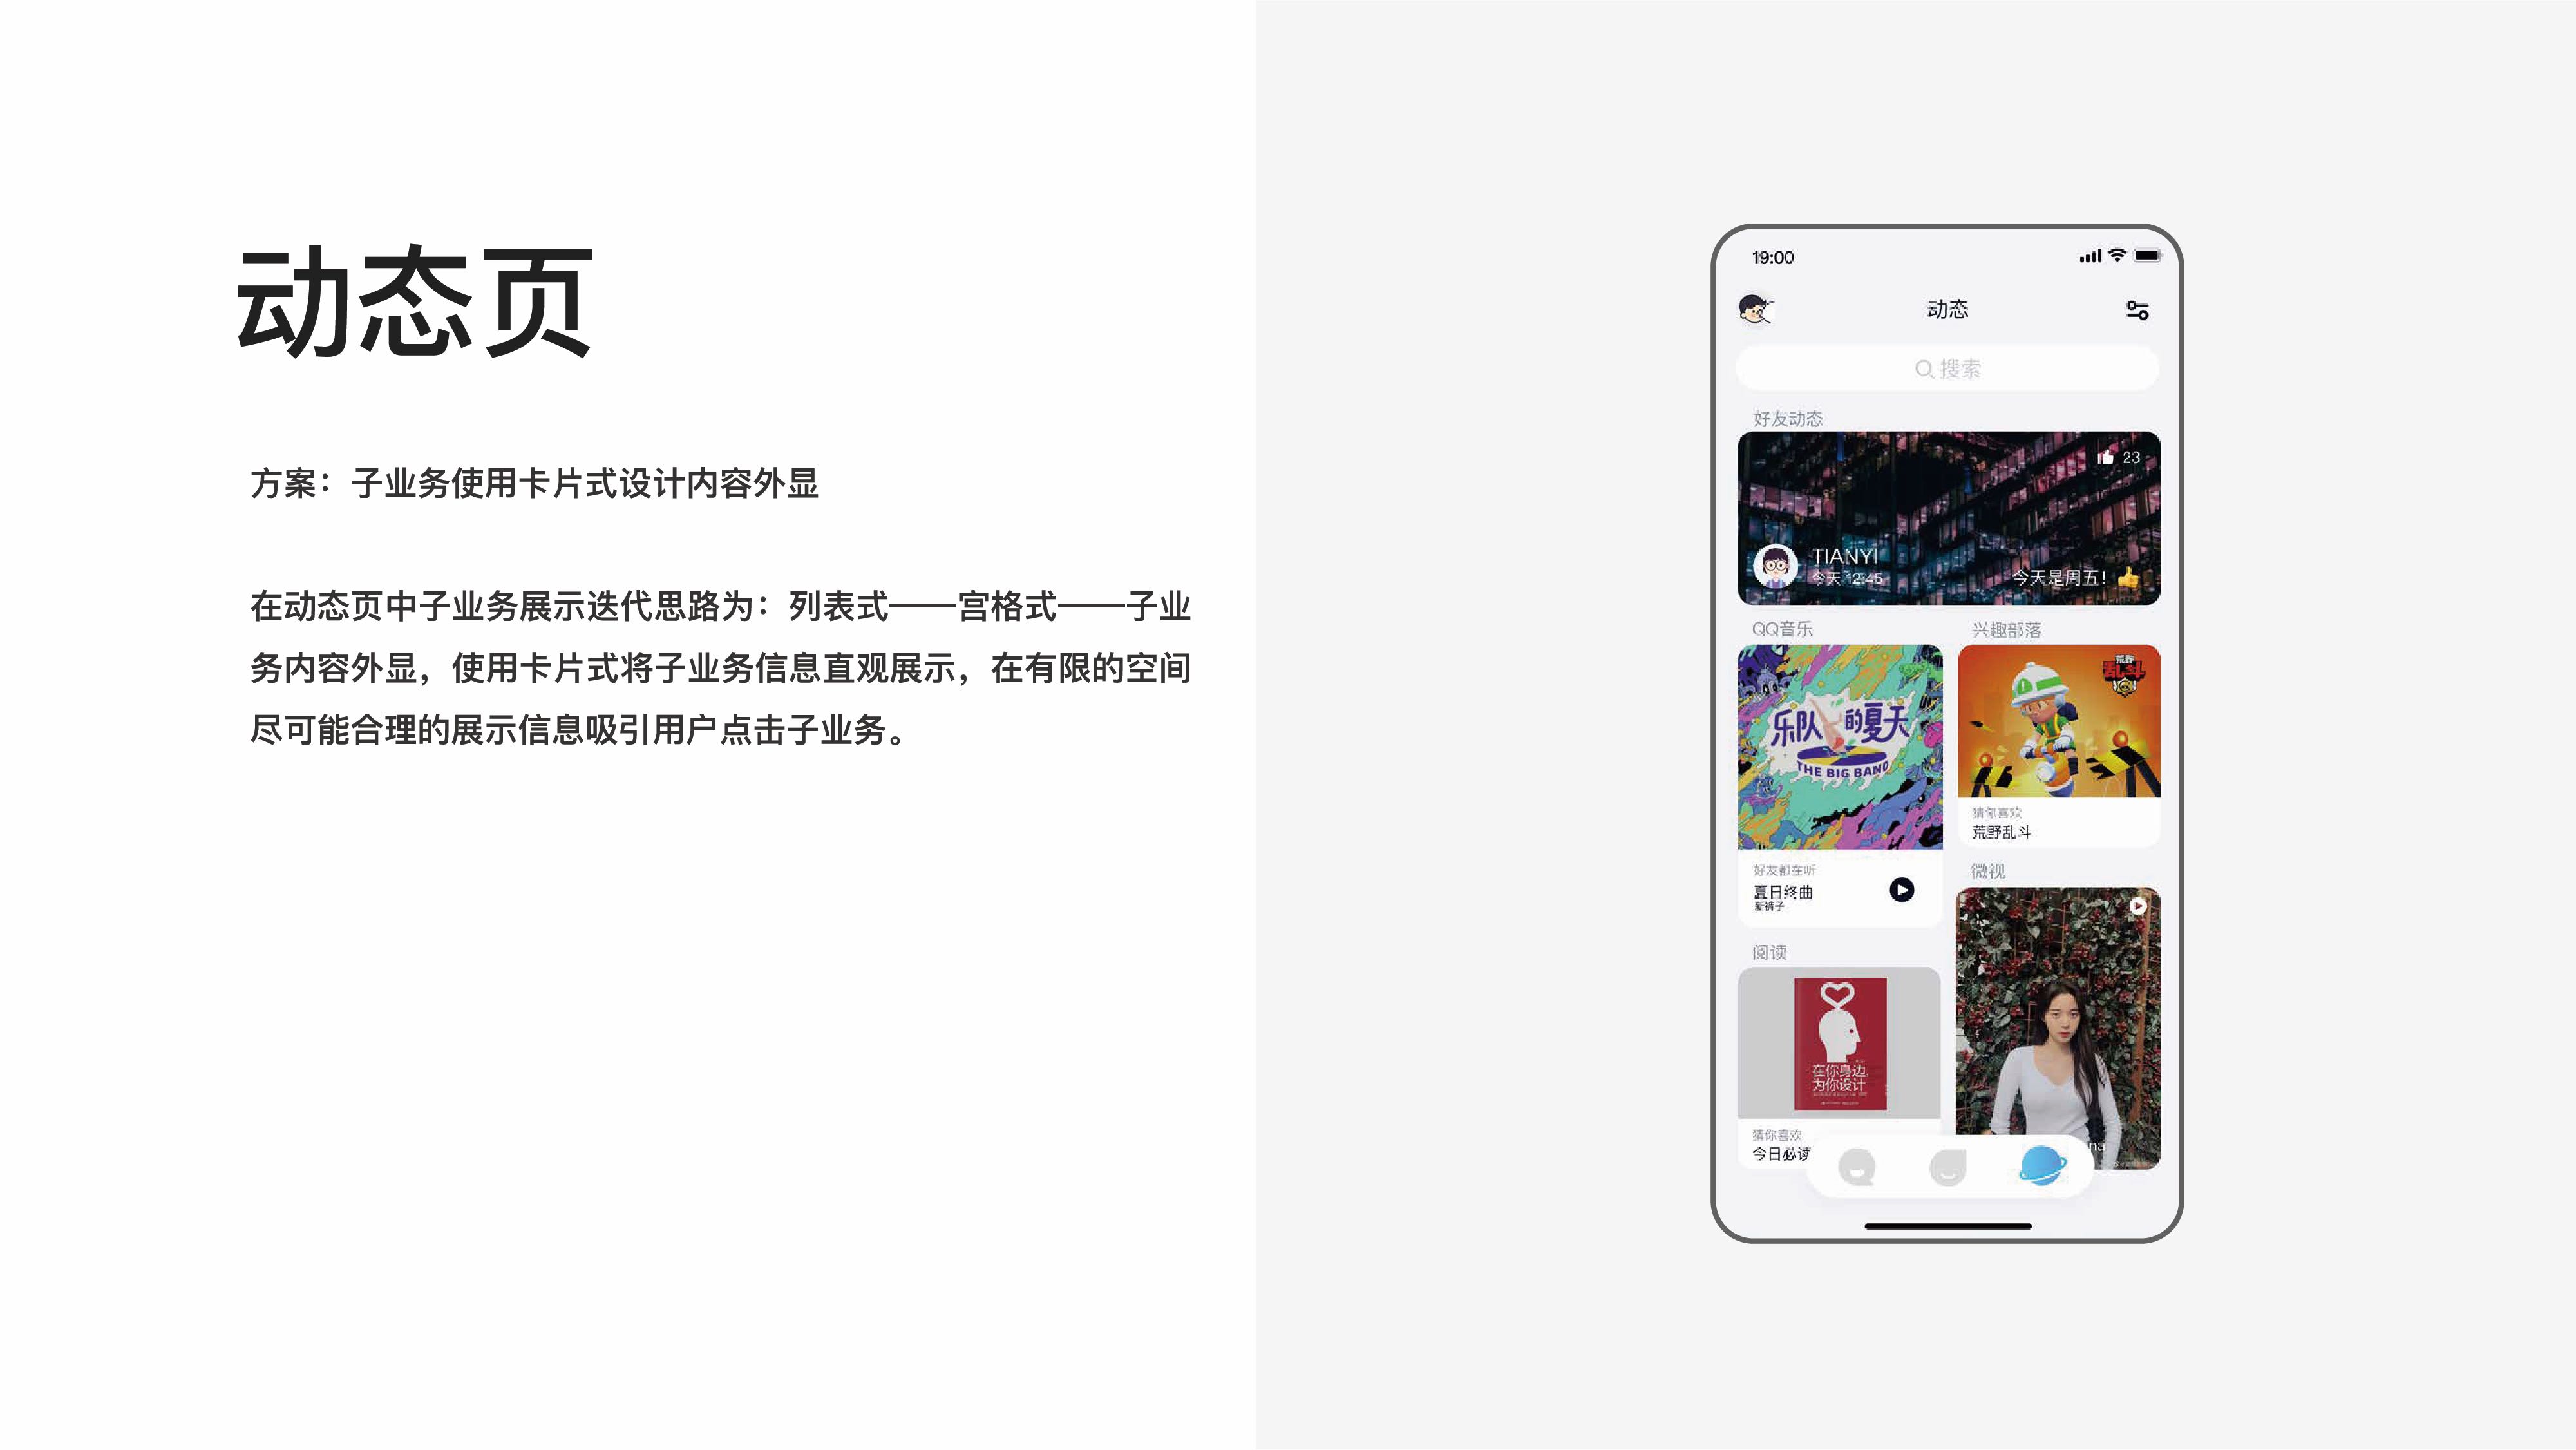 动态页
方案：子业务使用卡片式设计内容外显
在动态页中子业务展示迭代思路为：列表式——宫格式——子业
务内容外显，使用卡片式将子业务信息直观展示，在有限的空间
尽可能合理的展示信息吸引用户点击子业务。
19:00
动态
搜索
好友动态
23
TIANYI
今天 12:45
今天是周五！👍
QQ音乐
乐队的夏天
THE BIG BAND
好友都在听
夏日终曲
新裤子
兴趣部落
荒野
乱斗
猜你喜欢
荒野乱斗
微视
阅读
在你身边
为你设计
猜你喜欢
今日必读
na